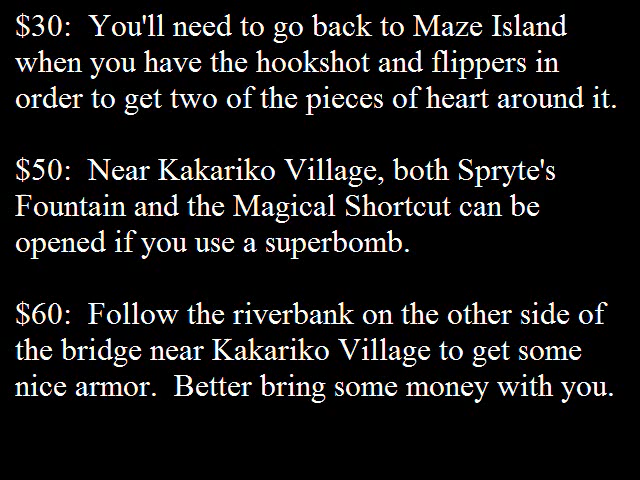 $30:  You'll need to go back to Maze Island
when you have the hookshot and flippers in
order to get two of the pieces of heart around it.
$50:  Near Kakariko Village, both Spryte's
Fountain and the Magical Shortcut can be
opened if you use a superbomb.
$60:  Follow the riverbank on the other side of
the bridge near Kakariko Village to get some
nice armor.  Better bring some money with you.